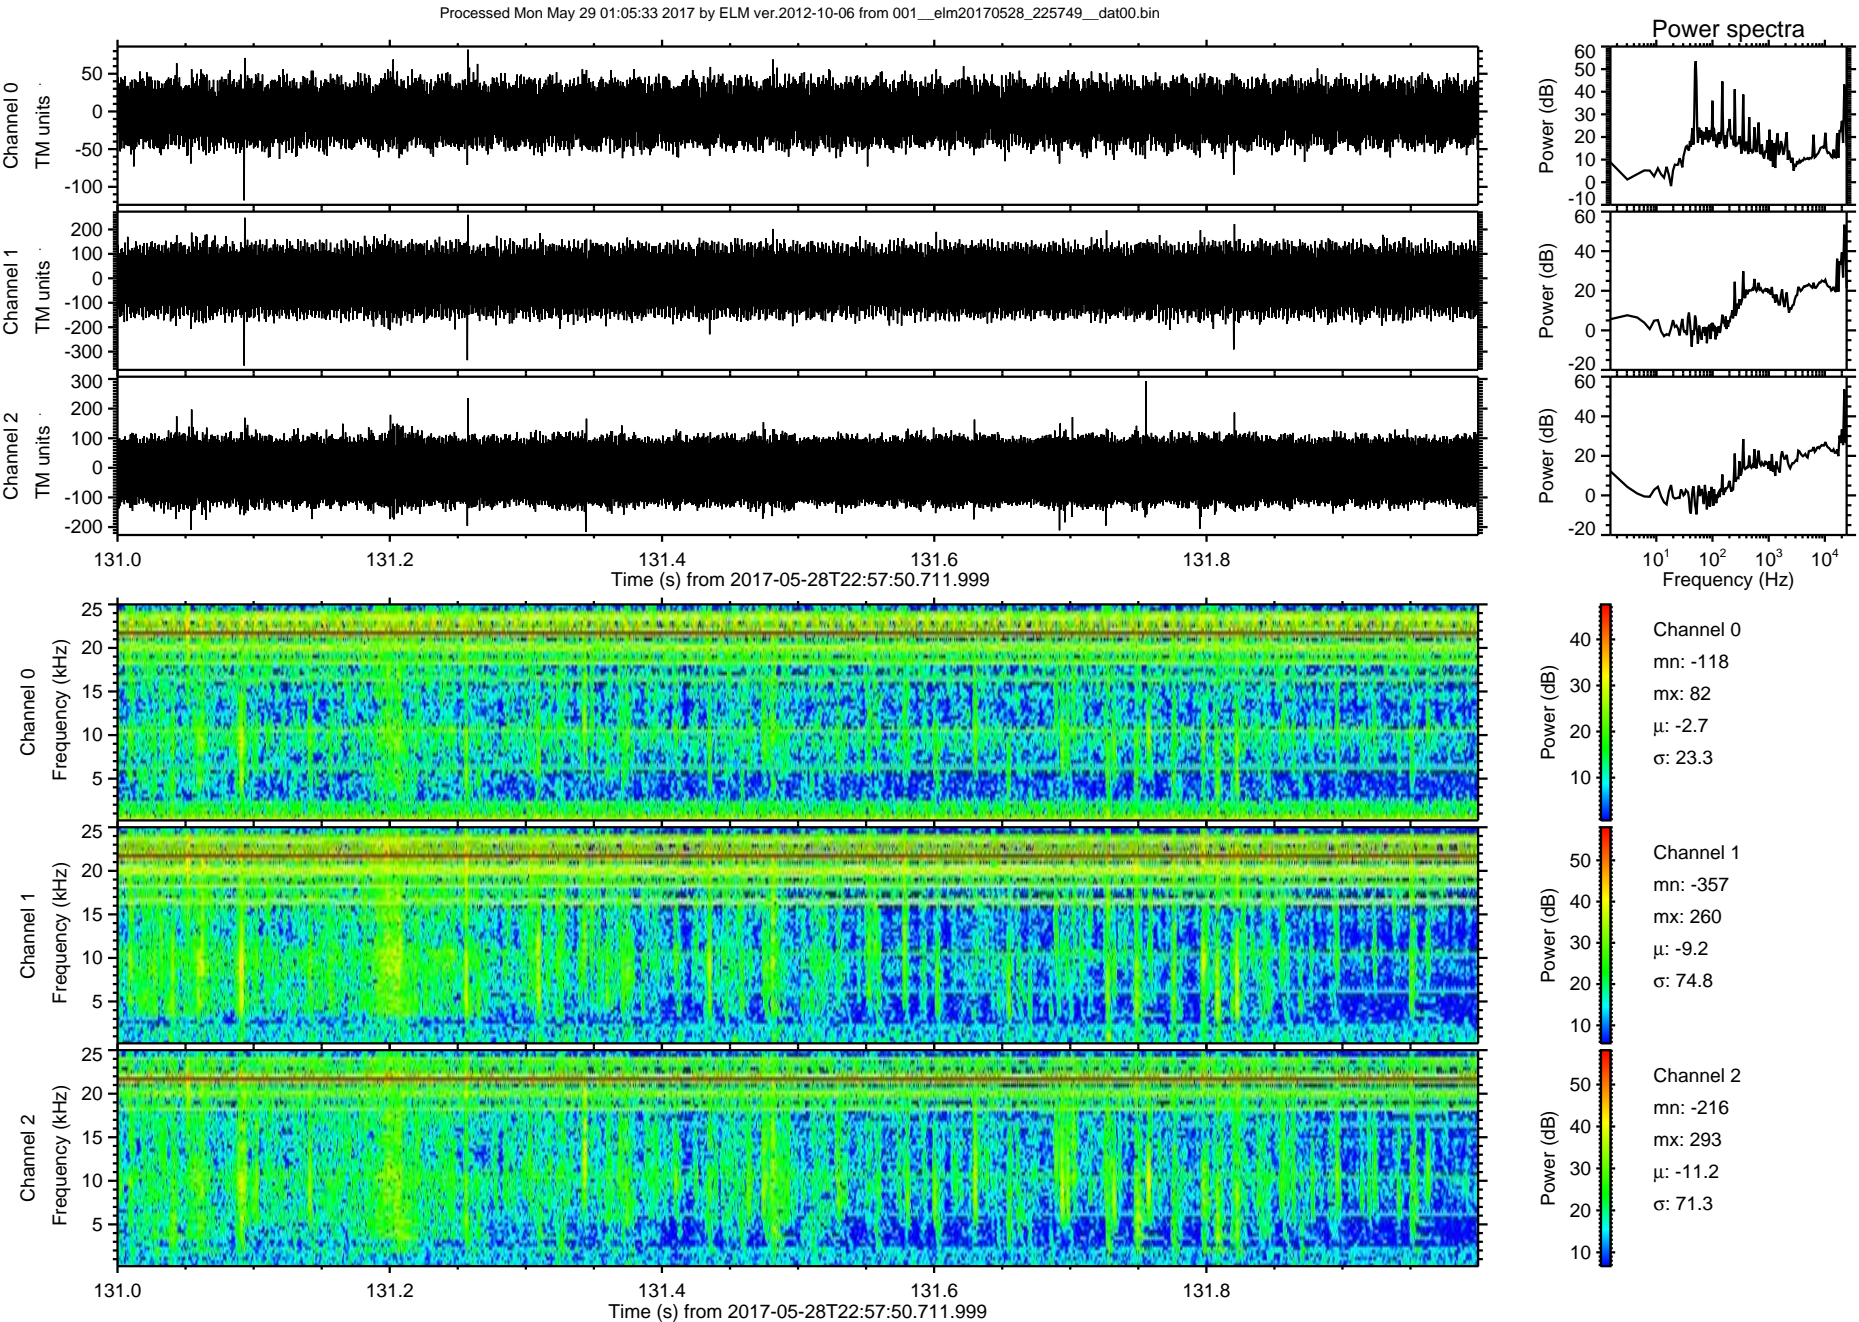 Processed Mon May 29 01:05:33 2017 by ELM ver.2012-10-06 from 001__elm20170528_225749__dat00.bin
Power spectra
Channel 0
TM units
50
0
-50
-100
Power (dB)
60
50
40
30
20
10
0
-10
Channel 1
TM units
200
100
0
-100
-200
-300
Power (dB)
60
40
20
0
-20
Channel 2
TM units
300
200
100
0
-100
-200
Power (dB)
60
40
20
0
-20
131.0 131.2 131.4 131.6 131.8
Time (s) from 2017-05-28T22:57:50.711.999
10^1 10^2 10^3 10^4
Frequency (Hz)
Channel 0
Frequency (kHz)
25
20
15
10
5
Power (dB)
40
30
20
10
Channel 0
mn: -118
mx: 82
μ: -2.7
σ: 23.3
Channel 1
Frequency (kHz)
25
20
15
10
5
Power (dB)
50
40
30
20
10
Channel 1
mn: -357
mx: 260
μ: -9.2
σ: 74.8
Channel 2
Frequency (kHz)
25
20
15
10
5
Power (dB)
50
40
30
20
10
Channel 2
mn: -216
mx: 293
μ: -11.2
σ: 71.3
131.0 131.2 131.4 131.6 131.8
Time (s) from 2017-05-28T22:57:50.711.999